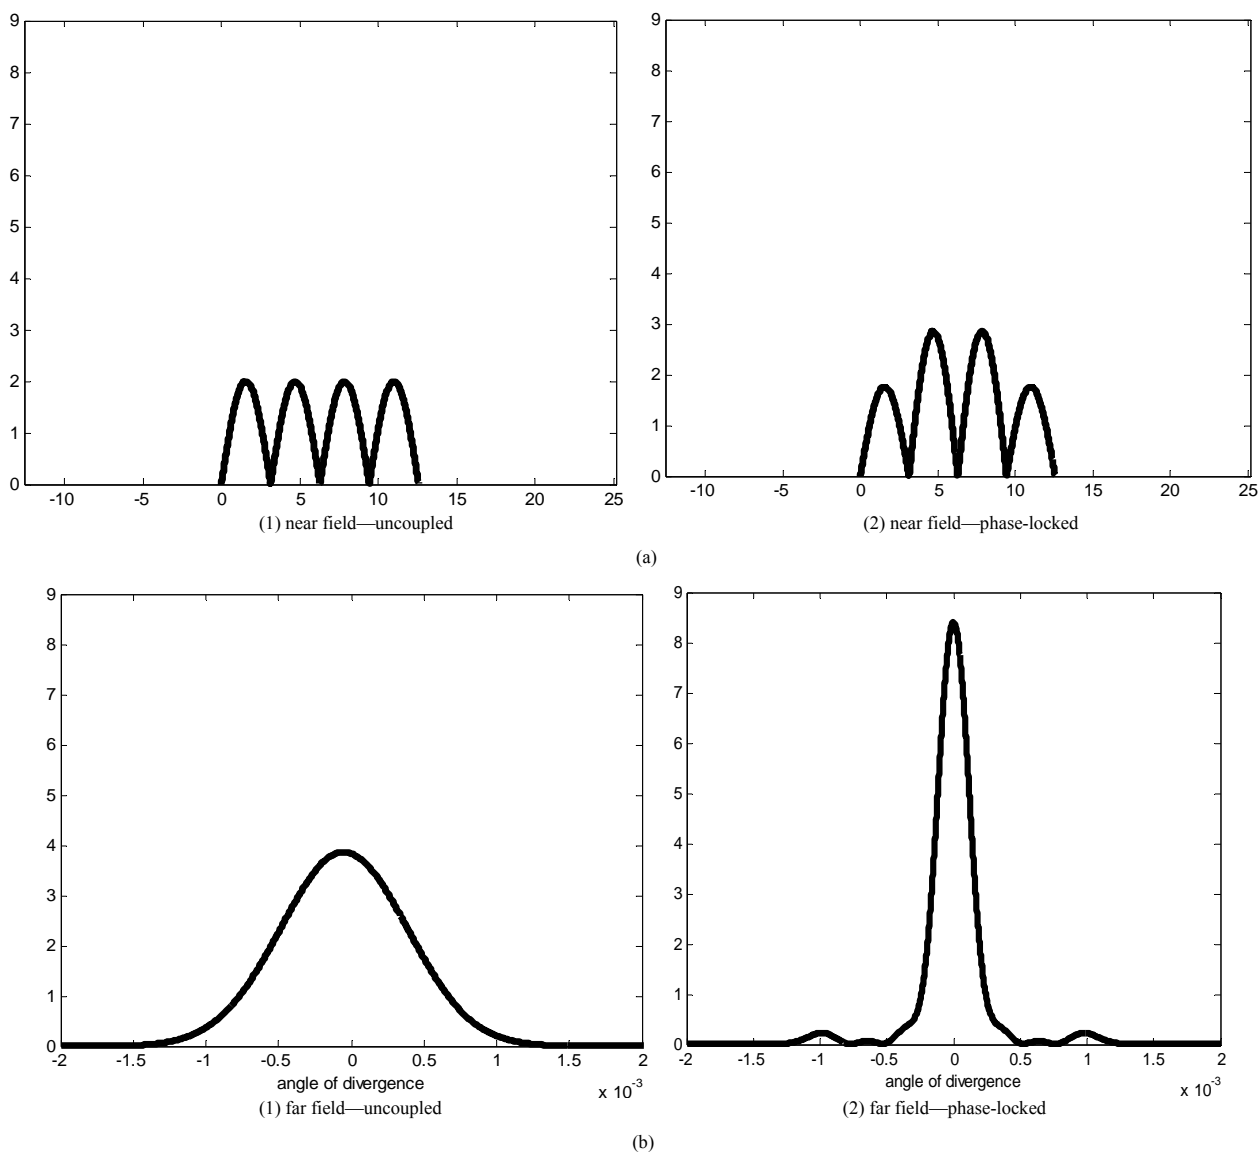 9
8
7
6
5
4
3
2
1
0
-10 -5 0 5 10 15 20 25
(1) near field—uncoupled
9
8
7
6
5
4
3
2
1
0
-10 -5 0 5 10 15 20 25
(2) near field—phase-locked
(a)
9
8
7
6
5
4
3
2
1
0
-2 -1.5 -1 -0.5 0 0.5 1 1.5 2
angle of divergence
x 10-3
(1) far field—uncoupled
9
8
7
6
5
4
3
2
1
0
-2 -1.5 -1 -0.5 0 0.5 1 1.5 2
angle of divergence
x 10-3
(2) far field—phase-locked
(b)